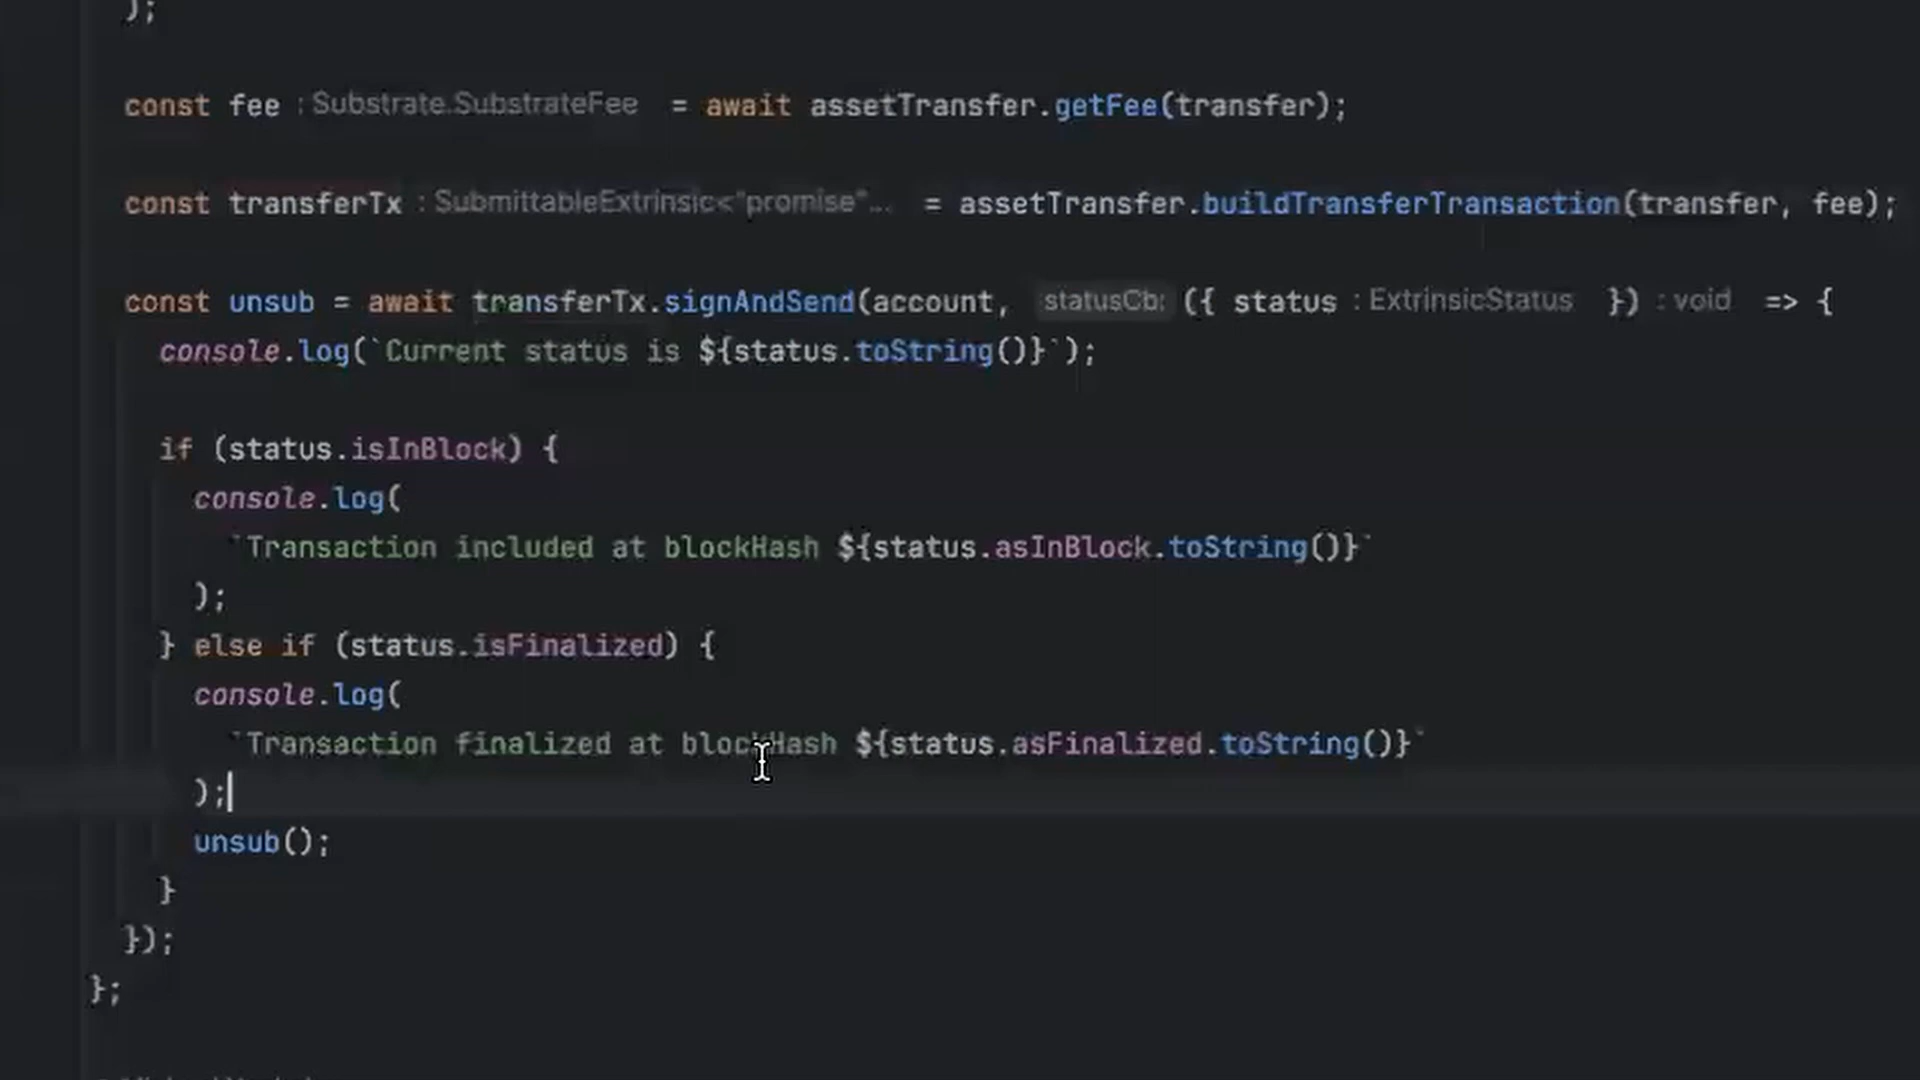 );
const fee : Substrate.SubstrateFee = await assetTransfer.getFee(transfer);
const transferTx : SubmittableExtrinsic<"promise"... = assetTransfer.buildTransferTransaction(transfer, fee);
const unsub = await transferTx.signAndSend(account, statusCb: ({ status : ExtrinsicStatus }) : void => {
console.log(`Current status is ${status.toString()}`);
if (status.isInBlock) {
console.log(
`Transaction included at blockHash ${status.asInBlock.toString()}`
);
} else if (status.isFinalized) {
console.log(
`Transaction finalized at blockHash ${status.asFinalized.toString()}`
);
unsub();
}
});
};